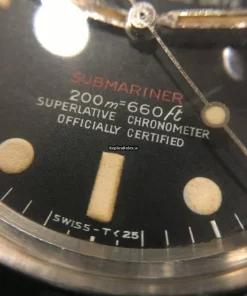 SUBMARINER
200m=660ft
SUPERLATIVE CHRONOMETER
OFFICIALLY CERTIFIED
SWISS-T<25